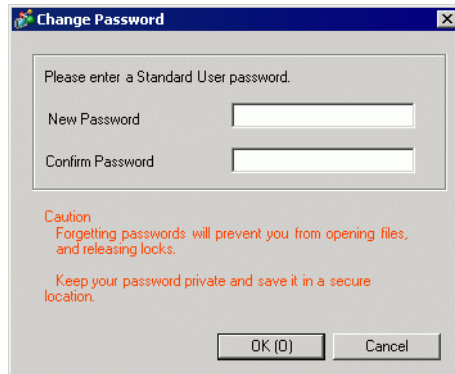 Change Password
Please enter a Standard User password.
New Password
Confirm Password
Caution
Forgetting passwords will prevent you from opening files,
and releasing locks.
Keep your password private and save it in a secure
location.
OK (O)
Cancel